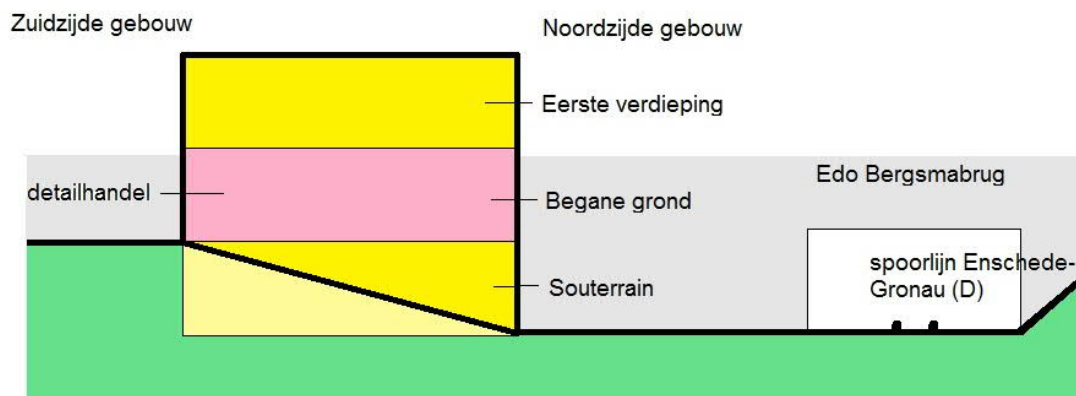 Zuidzijde gebouw
Noordzijde gebouw
Eerste verdieping
detailhandel
Begane grond
Edo Bergsmabrug
spoorlijn Enschede-
Gronau (D)
Souterrain